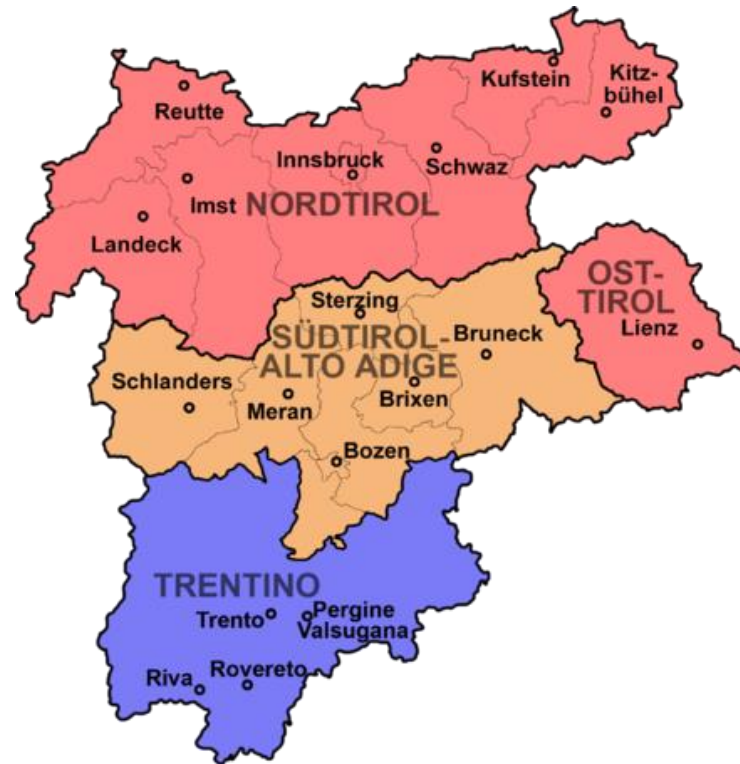 Kufstein
Kitz-
bühel
Reutte
Innsbruck
Schwaz
Imst
NORDTIROL
Landeck
OST-
TIROL
Lienz
Sterzing
SÜDTIROL-
ALTO ADIGE
Bruneck
Schlanders
Meran
Brixen
Bozen
TRENTINO
Trento
Pergine
Valsugana
Riva
Rovereto